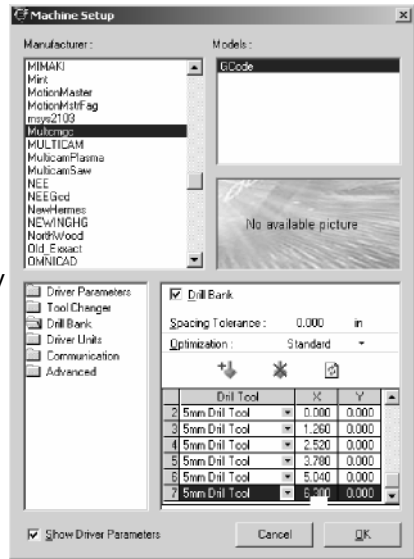 Machine Setup
Manufacturer :
Models :
MIMAKI
Mint
MotionMaster
MotionMstrFag
msys2103
Multcmgc
MULTICAM
MulticamPlasma
MulticamSaw
NEE
NEEGcd
NewHermes
NEWINGHG
NorthWood
Old_Exxact
OMNICAD
GCode
No available picture
Driver Parameters
Tool Changer
Drill Bank
Driver Units
Communication
Advanced
Drill Bank
Spacing Tolerance : 0.000 in
Optimization : Standard
Drill Tool X Y
2 5mm Drill Tool 0.000 0.000
3 5mm Drill Tool 1.260 0.000
4 5mm Drill Tool 2.520 0.000
5 5mm Drill Tool 3.780 0.000
6 5mm Drill Tool 5.040 0.000
7 5mm Drill Tool 6.300 0.000
Show Driver Parameters
Cancel
OK